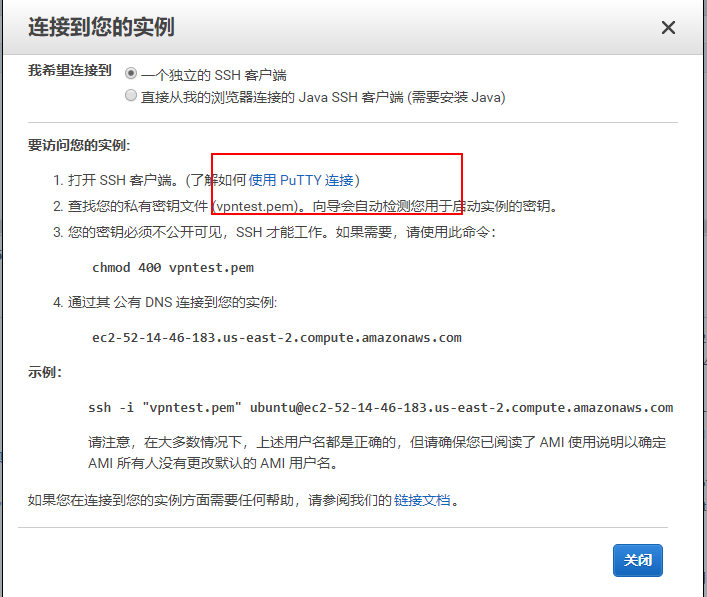 连接到您的实例
我希望连接到 一个独立的 SSH 客户端
直接从我的浏览器连接的 Java SSH 客户端 (需要安装 Java)
要访问您的实例:
1. 打开 SSH 客户端。(了解如何使用 PuTTY 连接)
2. 查找您的私有密钥文件 (vpntest.pem)。向导会自动检测您用于启动实例的密钥。
3. 您的密钥必须不公开可见，SSH 才能工作。如果需要，请使用此命令：
chmod 400 vpntest.pem
4. 通过其 公有 DNS 连接到您的实例:
ec2-52-14-46-183.us-east-2.compute.amazonaws.com
示例：
ssh -i "vpntest.pem" ubuntu@ec2-52-14-46-183.us-east-2.compute.amazonaws.com
请注意，在大多数情况下，上述用户名都是正确的，但请确保您已阅读了 AMI 使用说明以确定
AMI 所有人没有更改默认的 AMI 用户名。
如果您在连接到您的实例方面需要任何帮助，请参阅我们的 链接文档。
关闭